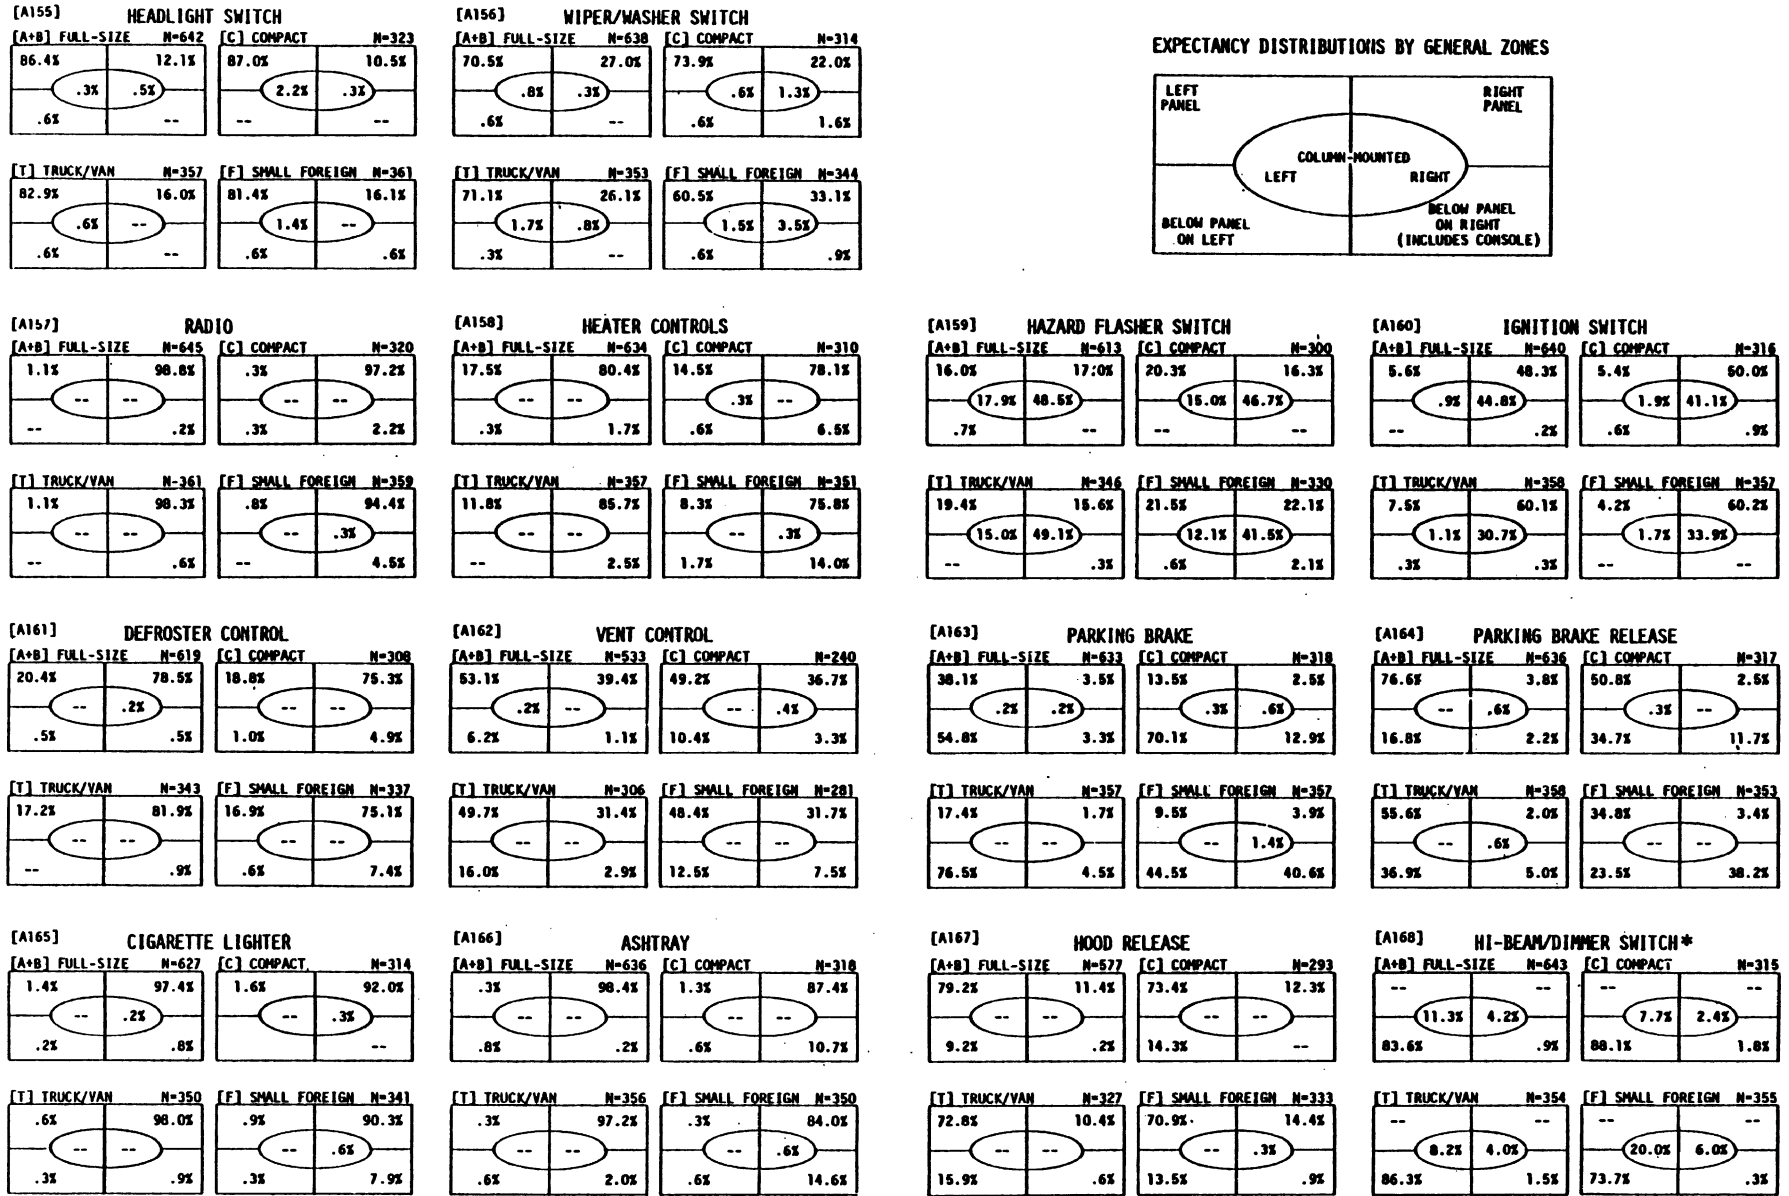 [A155] HEADLIGHT SWITCH
[A+B] FULL-SIZE N=642 [C] COMPACT N=323
86.4% 12.1% 87.0% 10.5%
.3% .5% 2.2% .3%
.6% -- -- --
[T] TRUCK/VAN N=357 [F] SMALL FOREIGN N=361
82.9% 16.0% 81.4% 16.1%
.6% -- 1.4% --
.6% -- .6% .6%
[A156] WIPER/WASHER SWITCH
[A+B] FULL-SIZE N=638 [C] COMPACT N=314
70.5% 27.0% 73.9% 22.0%
.8% .3% .6% 1.3%
.6% -- .6% 1.6%
[T] TRUCK/VAN N=353 [F] SMALL FOREIGN N=344
71.1% 26.1% 60.5% 33.1%
1.7% .8% 1.5% 3.5%
.3% -- .6% .9%
EXPECTANCY DISTRIBUTIONS BY GENERAL ZONES
LEFT PANEL
RIGHT PANEL
COLUMN-MOUNTED
LEFT RIGHT
BELOW PANEL ON LEFT
BELOW PANEL ON RIGHT (INCLUDES CONSOLE)
[A157] RADIO
[A+B] FULL-SIZE N=645 [C] COMPACT N=320
1.1% 98.8% .3% 97.2%
-- -- -- --
-- .2% .3% 2.2%
[T] TRUCK/VAN N-361 [F] SMALL FOREIGN N=359
1.1% 98.3% .8% 94.4%
-- -- -- .3%
-- .6% -- 4.5%
[A158] HEATER CONTROLS
[A+B] FULL-SIZE N=634 [C] COMPACT N=310
17.5% 80.4% 14.5% 78.1%
-- -- .3% --
.3% 1.7% .6% 6.5%
[T] TRUCK/VAN N=357 [F] SMALL FOREIGN N=351
11.8% 85.7% 8.3% 75.8%
-- -- -- .3%
-- 2.5% 1.7% 14.0%
[A159] HAZARD FLASHER SWITCH
[A+B] FULL-SIZE N=613 [C] COMPACT N=300
16.0% 17.0% 20.3% 16.3%
17.9% 48.5% 15.0% 46.7%
.7% -- -- --
[T] TRUCK/VAN N=346 [F] SMALL FOREIGN N=330
19.4% 15.6% 21.5% 22.1%
15.0% 49.1% 12.1% 41.5%
-- .3% .6% 2.1%
[A160] IGNITION SWITCH
[A+B] FULL-SIZE N=640 [C] COMPACT N=316
5.6% 48.3% 5.4% 50.0%
.9% 44.8% 1.9% 41.1%
-- .2% .6% .9%
[T] TRUCK/VAN N=358 [F] SMALL FOREIGN N=357
7.5% 60.1% 4.2% 60.2%
1.1% 30.7% 1.7% 33.9%
.3% .3% -- --
[A161] DEFROSTER CONTROL
[A+B] FULL-SIZE N=619 [C] COMPACT N=308
20.4% 78.5% 18.8% 75.3%
-- .2% -- --
.5% .5% 1.0% 4.9%
[T] TRUCK/VAN N=343 [F] SMALL FOREIGN N=337
17.2% 81.9% 16.9% 75.1%
-- -- -- --
-- .9% .6% 7.4%
[A162] VENT CONTROL
[A+B] FULL-SIZE N=533 [C] COMPACT N=240
53.1% 39.4% 49.2% 36.7%
.2% -- -- .4%
6.2% 1.1% 10.4% 3.3%
[T] TRUCK/VAN N=306 [F] SMALL FOREIGN N=281
49.7% 31.4% 48.4% 31.7%
-- -- -- --
16.0% 2.9% 12.5% 7.5%
[A163] PARKING BRAKE
[A+B] FULL-SIZE N=633 [C] COMPACT N=318
38.1% 3.5% 13.5% 2.5%
.2% .2% .3% .6%
54.8% 3.3% 70.1% 12.9%
[T] TRUCK/VAN N=357 [F] SMALL FOREIGN N=357
17.4% 1.7% 9.5% 3.9%
-- -- -- 1.4%
76.5% 4.5% 44.5% 40.6%
[A164] PARKING BRAKE RELEASE
[A+B] FULL-SIZE N=636 [C] COMPACT N=317
76.6% 3.8% 50.8% 2.5%
-- .6% .3% --
16.8% 2.2% 34.7% 11.7%
[T] TRUCK/VAN N=358 [F] SMALL FOREIGN N=353
55.6% 2.0% 34.8% 3.4%
-- .6% -- --
36.9% 5.0% 23.5% 38.2%
[A165] CIGARETTE LIGHTER
[A+B] FULL-SIZE N=627 [C] COMPACT N=314
1.4% 97.4% 1.6% 92.0%
-- .2% -- .3%
.2% .8% --
[T] TRUCK/VAN N=350 [F] SMALL FOREIGN N=341
.6% 98.0% .9% 90.3%
-- -- -- .6%
.3% .9% .3% 7.9%
[A166] ASHTRAY
[A+B] FULL-SIZE N=636 [C] COMPACT N=318
.3% 98.4% 1.3% 87.4%
-- -- -- --
.8% .2% .6% 10.7%
[T] TRUCK/VAN N=356 [F] SMALL FOREIGN N=350
.3% 97.2% .3% 84.0%
-- -- -- .6%
.6% 2.0% .6% 14.6%
[A167] HOOD RELEASE
[A+B] FULL-SIZE N=577 [C] COMPACT N=293
79.2% 11.4% 73.4% 12.3%
-- -- -- --
9.2% .2% 14.3% --
[T] TRUCK/VAN N=327 [F] SMALL FOREIGN N=333
72.8% 10.4% 70.9% 14.4%
-- -- -- .3%
15.9% .6% 13.5% .9%
[A168] HI-BEAM/DIMMER SWITCH*
[A+B] FULL-SIZE N=643 [C] COMPACT N=315
-- -- -- --
11.3% 4.2% 7.7% 2.4%
83.6% .9% 88.1% 1.8%
[T] TRUCK/VAN N=354 [F] SMALL FOREIGN N=355
-- -- -- --
8.2% 4.0% 20.0% 6.0%
86.3% 1.5% 73.7% .3%